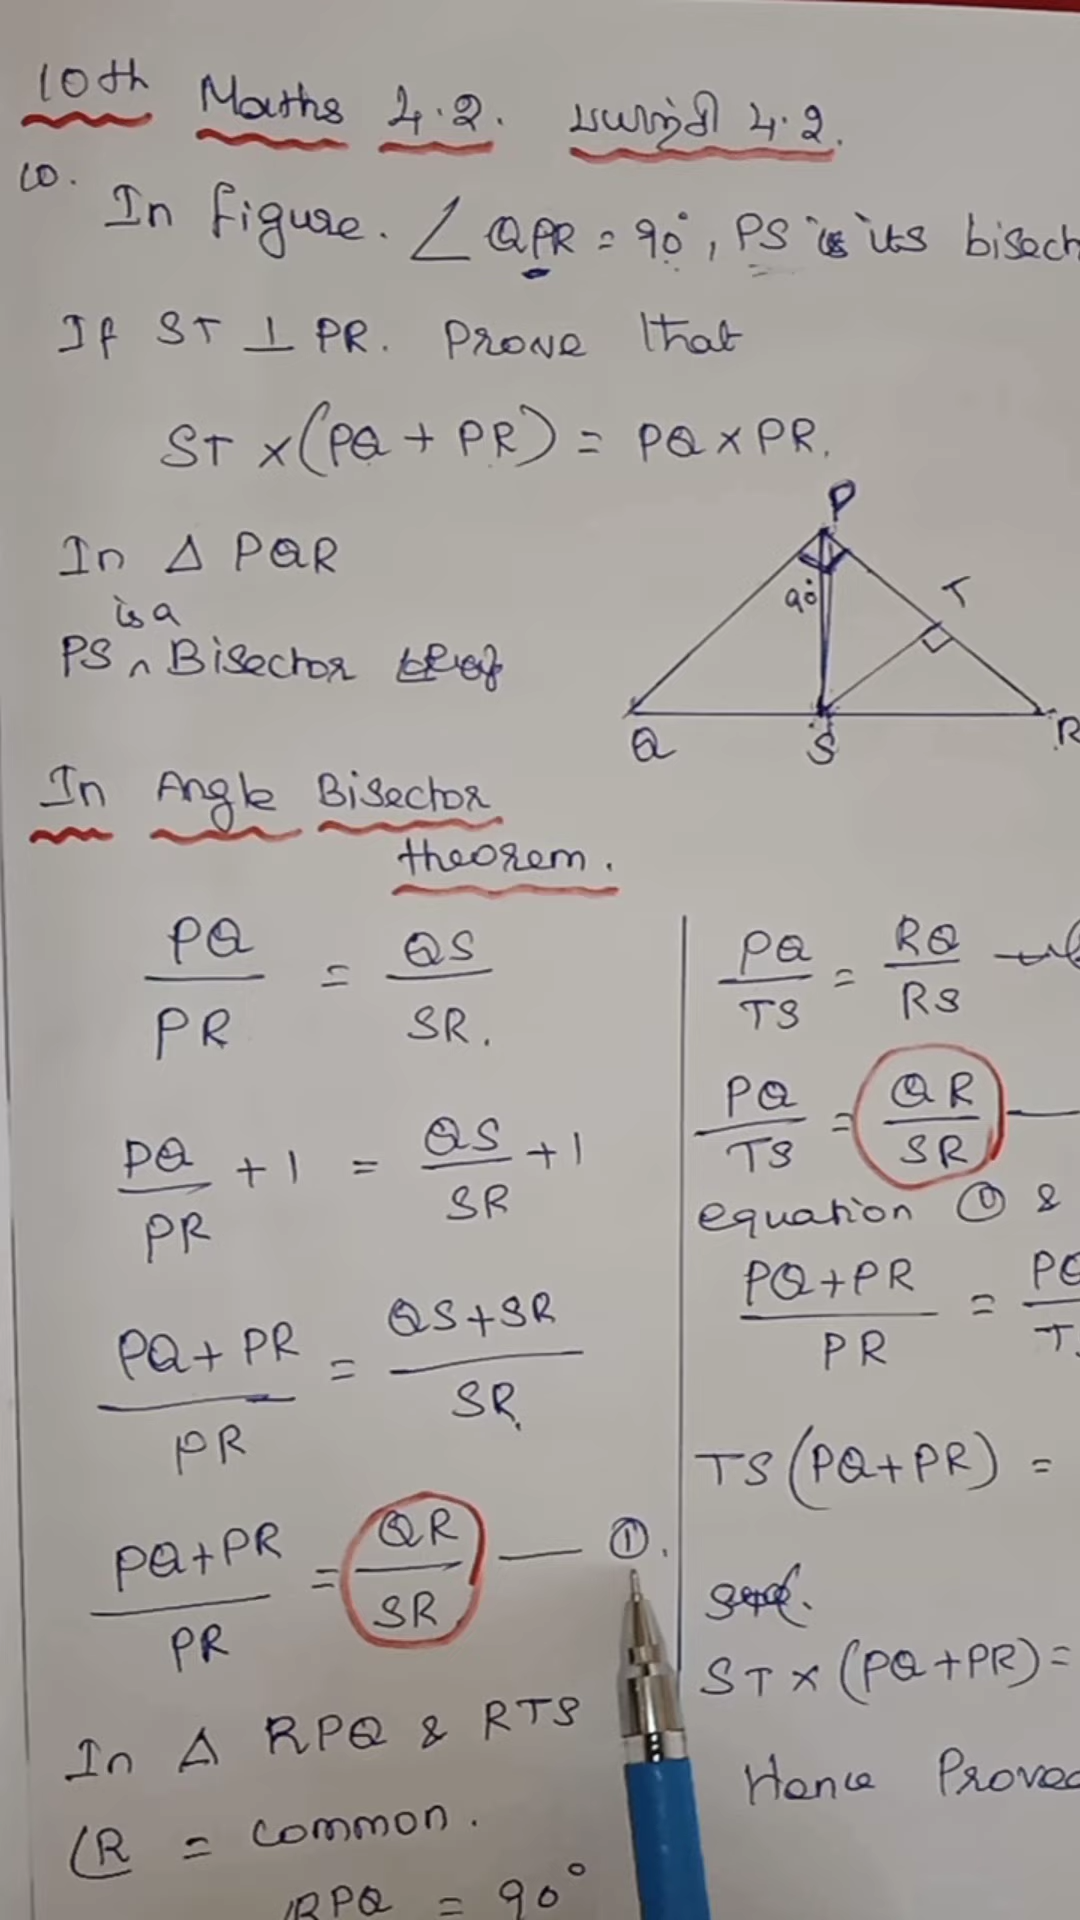 10th Maths 4.2. பயிற்சி 4.2.
10.
In figure. ∠QPR = 90°, PS is its bisect
If ST ⊥ PR. Prove that
ST × (PQ + PR) = PQ × PR.
In Δ PQR
is a
PS ^ Bisector of
P
90°
T
Q
S
R
In Angle Bisector
theorem.
PQ/PR = QS/SR.
PQ/PR + 1 = QS/SR + 1
PQ + PR/PR = QS + SR/SR
PQ + PR/PR = QR/SR — ①.
In Δ RPQ & RTS
∠R = common.
∠RPQ = 90°
PQ/TS = RQ/RS
PQ/TS = QR/SR —
equation ① &
PQ + PR/PR = PQ/T
TS (PQ + PR) =
ST × (PQ + PR) =
Hence Proved